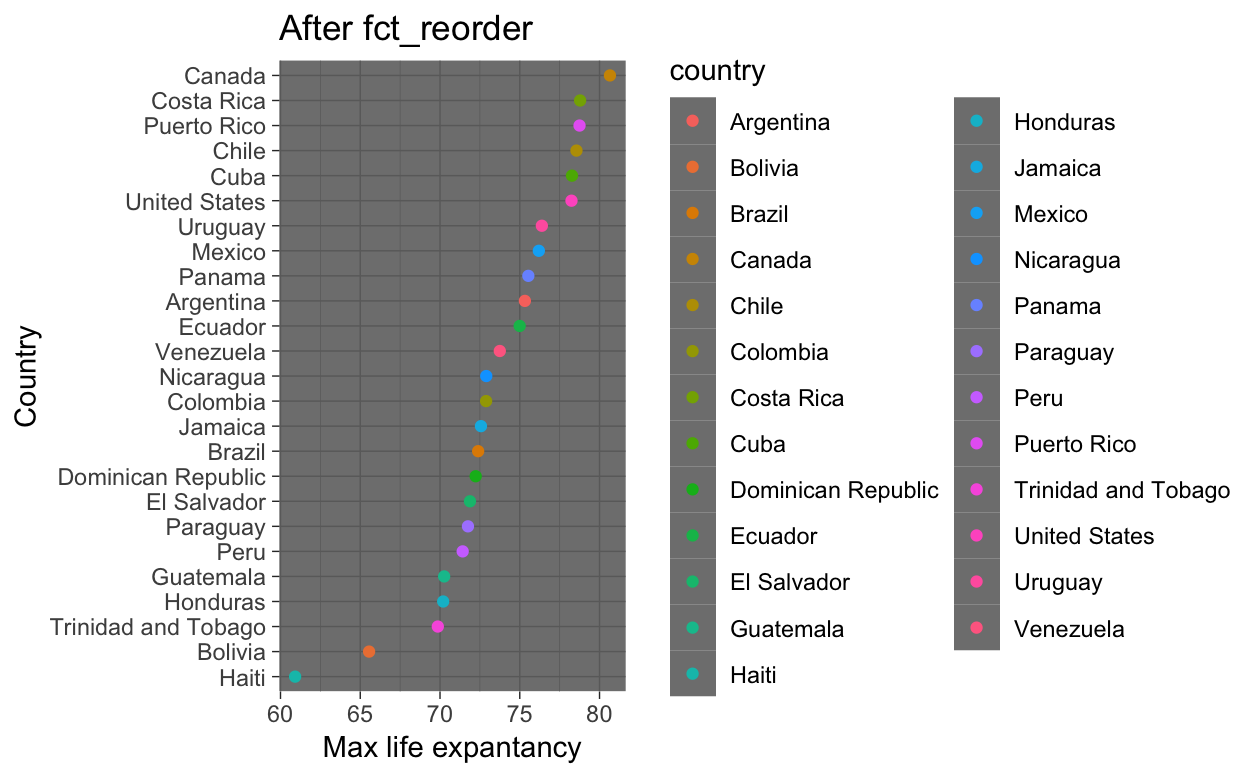 After fct_reorder
Country
Canada
Costa Rica
Puerto Rico
Chile
Cuba
United States
Uruguay
Mexico
Panama
Argentina
Ecuador
Venezuela
Nicaragua
Colombia
Jamaica
Brazil
Dominican Republic
El Salvador
Paraguay
Peru
Guatemala
Honduras
Trinidad and Tobago
Bolivia
Haiti
60 65 70 75 80
Max life expantancy
country
Argentina
Bolivia
Brazil
Canada
Chile
Colombia
Costa Rica
Cuba
Dominican Republic
Ecuador
El Salvador
Guatemala
Haiti
Honduras
Jamaica
Mexico
Nicaragua
Panama
Paraguay
Peru
Puerto Rico
Trinidad and Tobago
United States
Uruguay
Venezuela